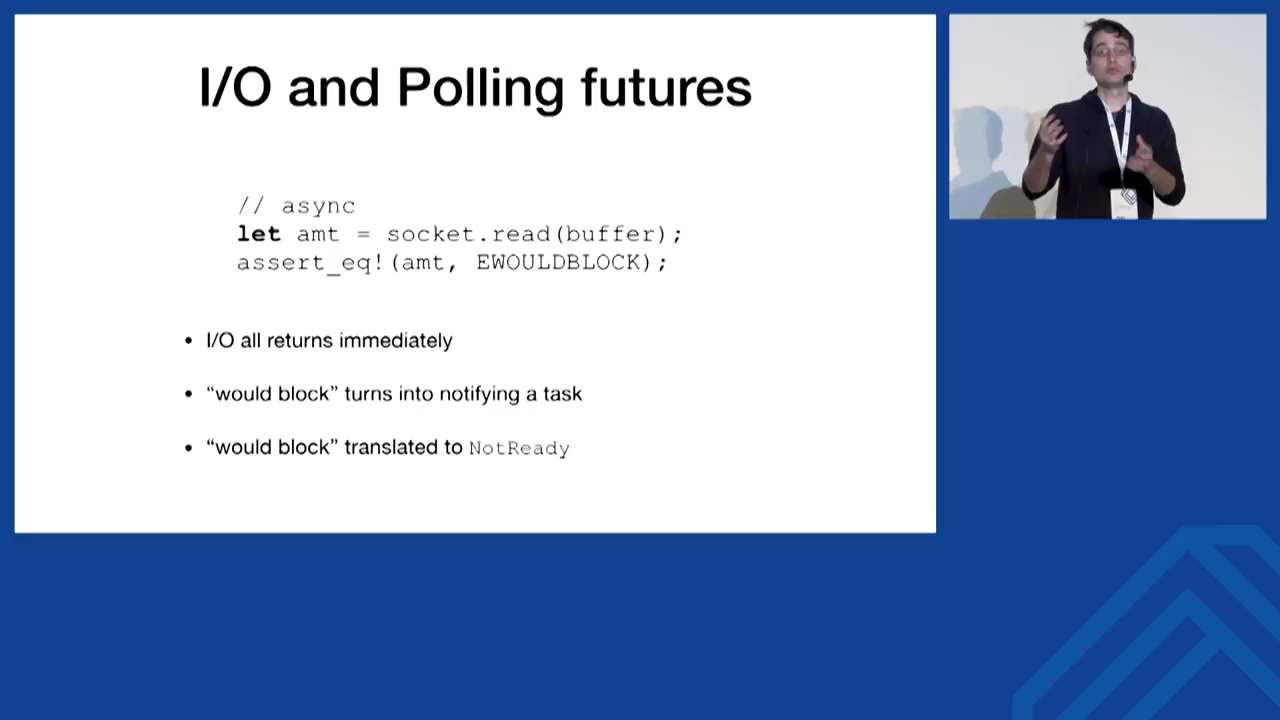 I/O and Polling futures
// async
let amt = socket.read(buffer);
assert_eq!(amt, EWOULDBLOCK);
• I/O all returns immediately
• “would block” turns into notifying a task
• “would block” translated to NotReady